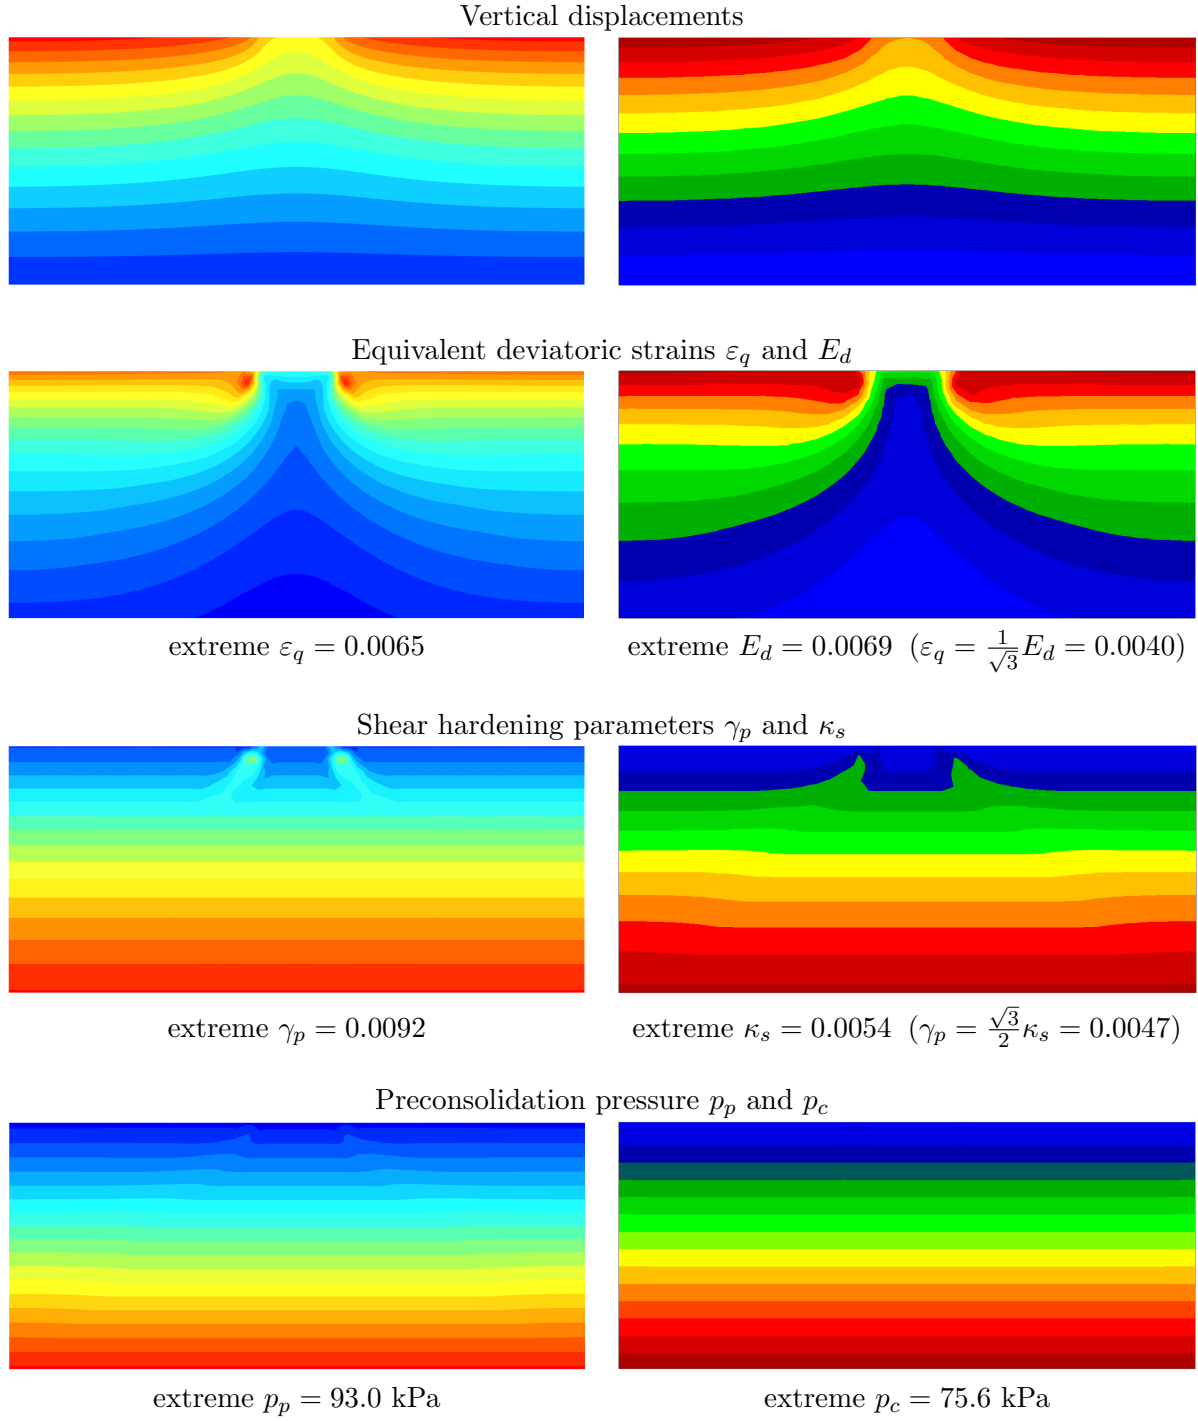 Vertical displacements
Equivalent deviatoric strains ε_q and E_d
extreme ε_q = 0.0065
extreme E_d = 0.0069 (ε_q = 1/√3 E_d = 0.0040)
Shear hardening parameters γ_p and κ_s
extreme γ_p = 0.0092
extreme κ_s = 0.0054 (γ_p = √3/2 κ_s = 0.0047)
Preconsolidation pressure p_p and p_c
extreme p_p = 93.0 kPa
extreme p_c = 75.6 kPa